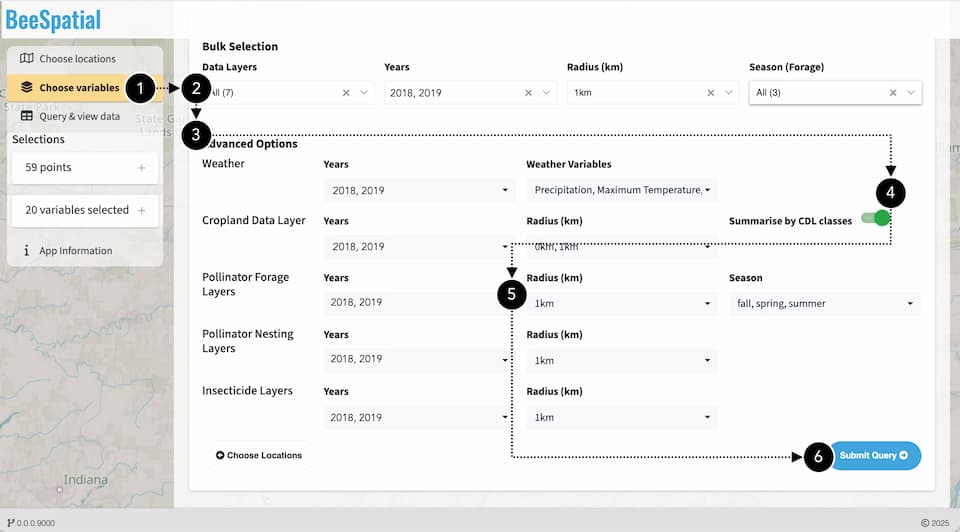 BeeSpatial
Choose locations
Choose variables
Query & view data
Selections
59 points +
20 variables selected +
App Information
Bulk Selection
Data Layers Years Radius (km) Season (Forage)
(7) 2018, 2019 1km All (3)
1 2
3
Advanced Options
Weather Years Weather Variables
2018, 2019 Precipitation, Maximum Temperature,
4
Cropland Data Layer Years Radius (km) Summarise by CDL classes
2018, 2019 0km, 1km
Pollinator Forage Years Radius (km) Season
Layers
5
2018, 2019 1km fall, spring, summer
Pollinator Nesting Years Radius (km)
Layers
2018, 2019 1km
Insecticide Layers Years Radius (km)
2018, 2019 1km
Choose Locations 6 Submit Query
Indiana
0.0.0.9000 © 2025